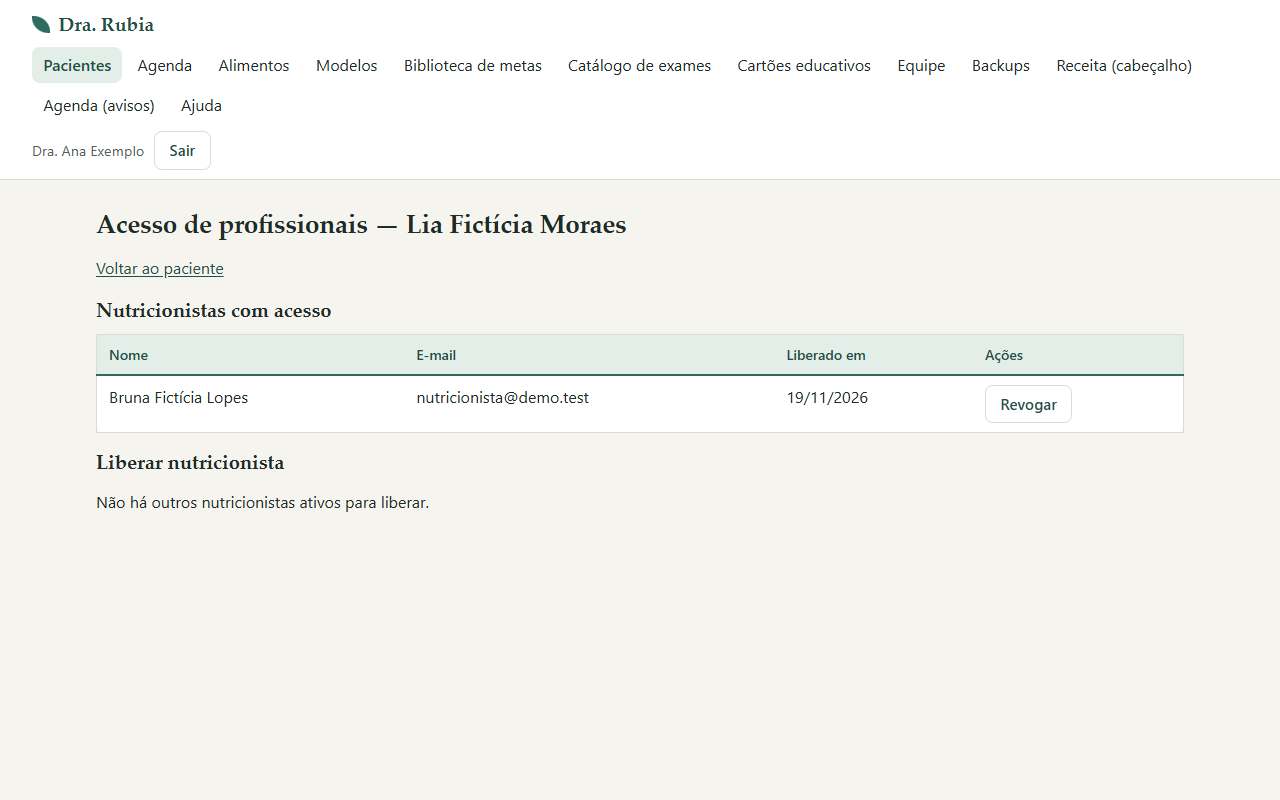 Dra. Rubia
Pacientes Agenda Alimentos Modelos Biblioteca de metas Catálogo de exames Cartões educativos Equipe Backups Receita (cabeçalho)
Agenda (avisos) Ajuda
Dra. Ana Exemplo Sair
Acesso de profissionais — Lia Fictícia Moraes
Voltar ao paciente
Nutricionistas com acesso
Nome E-mail Liberado em Ações
Bruna Fictícia Lopes nutricionista@demo.test 19/11/2026 Revogar
Liberar nutricionista
Não há outros nutricionistas ativos para liberar.